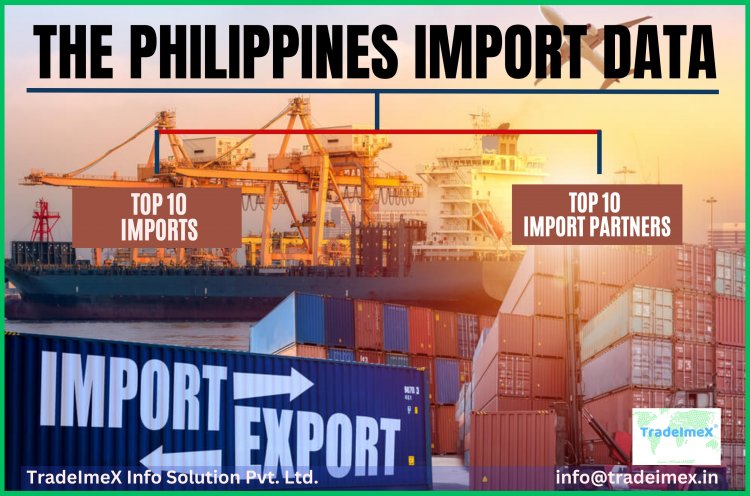 THE PHILIPPINES IMPORT DATA
TOP 10
IMPORTS
TOP 10
IMPORT PARTNERS
IMPORT
EXPORT
TradeImeX®
TradeImeX Info Solution Pvt. Ltd.
info@tradeimex.in